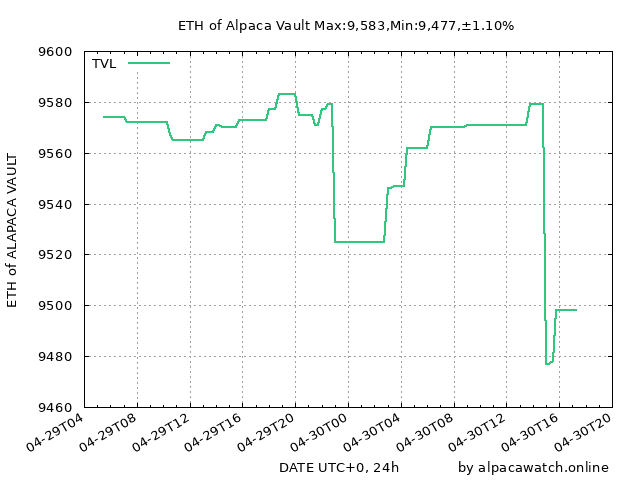 ETH of Alpaca Vault Max:9,583,Min:9,477,±1.10%
TVL
9600
9580
9560
9540
9520
9500
9480
9460
ETH of ALAPACA VAULT
04-29T04
04-29T08
04-29T12
04-29T16
04-29T20
04-30T00
04-30T04
04-30T08
04-30T12
04-30T16
04-30T20
DATE UTC+0, 24h
by alpacawatch.online